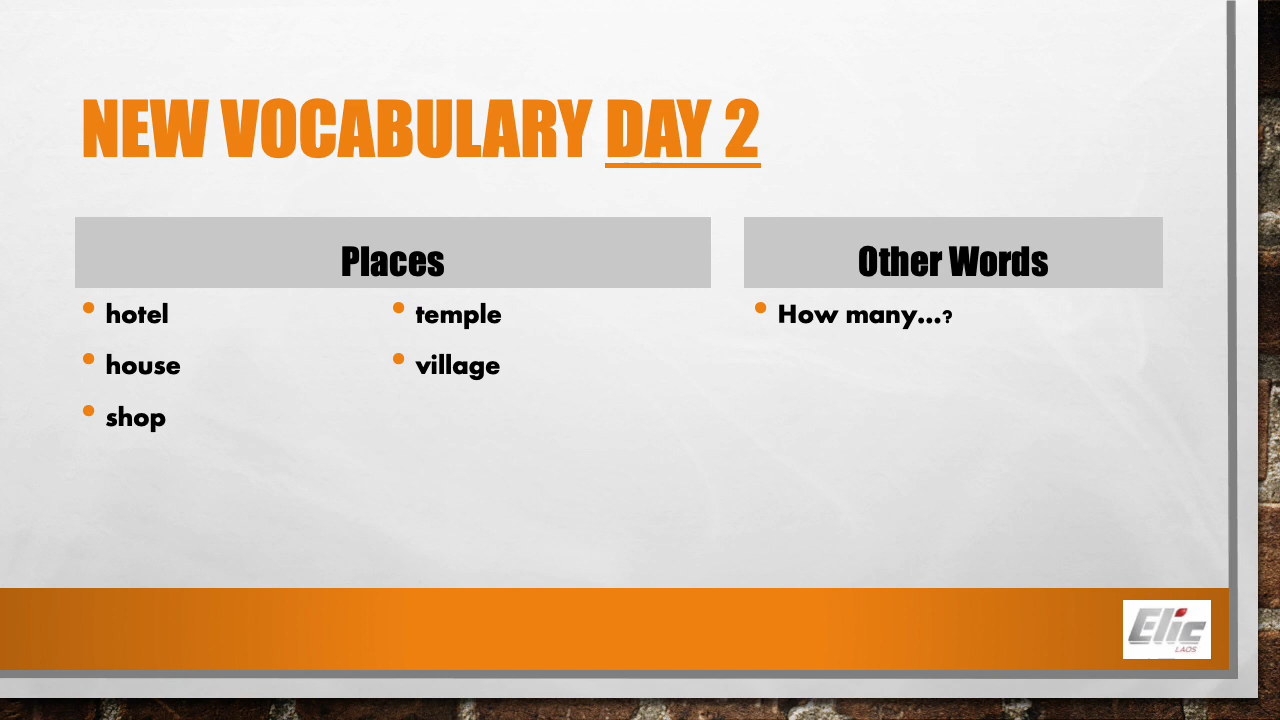 NEW VOCABULARY DAY 2
Places
hotel
house
shop
temple
village
Other Words
How many...?
Elic
LAOS